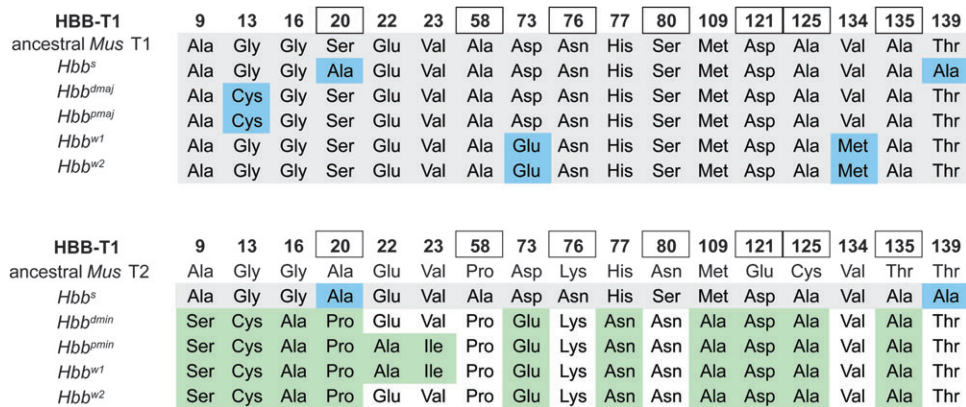 HBB-T1 9 13 16 20 22 23 58 73 76 77 80 109 121 125 134 135 139
ancestral Mus T1 Ala Gly Gly Ser Glu Val Ala Asp Asn His Ser Met Asp Ala Val Ala Thr
Hbbs Ala Gly Gly Ala Glu Val Ala Asp Asn His Ser Met Asp Ala Val Ala Ala
Hbbdmaj Ala Cys Gly Ser Glu Val Ala Asp Asn His Ser Met Asp Ala Val Ala Thr
Hbbpmaj Ala Cys Gly Ser Glu Val Ala Asp Asn His Ser Met Asp Ala Val Ala Thr
Hbbw1 Ala Gly Gly Ser Glu Val Ala Glu Asn His Ser Met Asp Ala Met Ala Thr
Hbbw2 Ala Gly Gly Ser Glu Val Ala Glu Asn His Ser Met Asp Ala Met Ala Thr
HBB-T1 9 13 16 20 22 23 58 73 76 77 80 109 121 125 134 135 139
ancestral Mus T2 Ala Gly Gly Ala Glu Val Pro Asp Lys His Asn Met Glu Cys Val Thr Thr
Hbbs Ala Gly Gly Ala Glu Val Ala Asp Asn His Ser Met Asp Ala Val Ala Ala
Hbbdmin Ser Cys Ala Pro Glu Val Pro Glu Lys Asn Asn Ala Asp Ala Val Ala Thr
Hbbpmin Ser Cys Ala Pro Ala Ile Pro Glu Lys Asn Asn Ala Asp Ala Val Ala Thr
Hbbw1 Ser Cys Ala Pro Ala Ile Pro Glu Lys Asn Asn Ala Asp Ala Val Ala Thr
Hbbw2 Ser Cys Ala Pro Glu Val Pro Glu Lys Asn Asn Ala Asp Ala Val Ala Thr